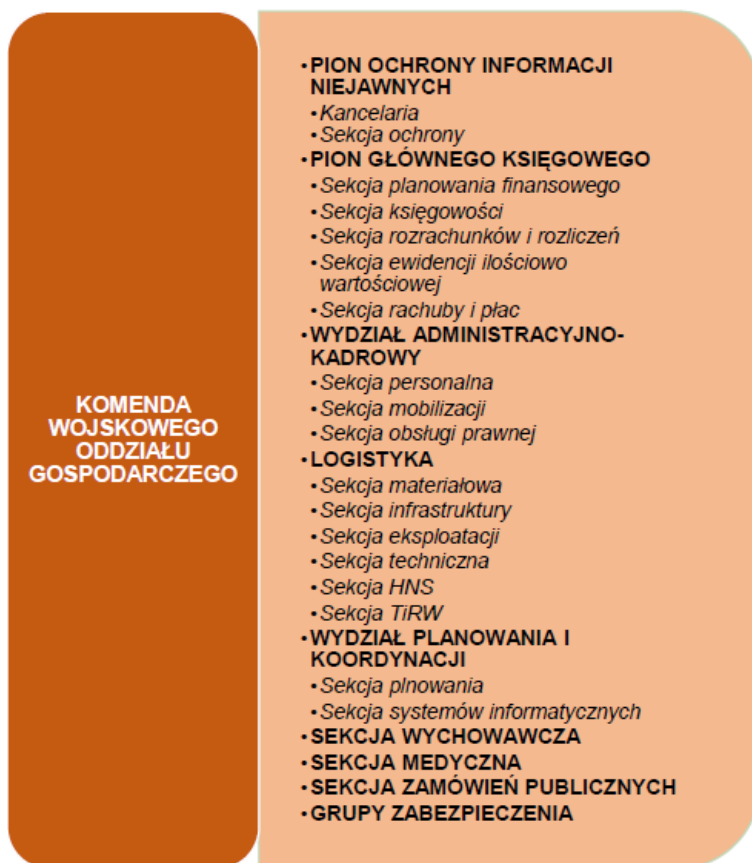 KOMENDA
WOJSKOWEGO
ODDZIAŁU
GOSPODARCZEGO
•PION OCHRONY INFORMACJI
NIEJAWNYCH
•Kancelaria
•Sekcja ochrony
•PION GŁÓWNEGO KSIĘGOWEGO
•Sekcja planowania finansowego
•Sekcja księgowości
•Sekcja rozrachunków i rozliczeń
•Sekcja ewidencji ilościowo
wartościowej
•Sekcja rachuby i płac
•WYDZIAŁ ADMINISTRACYJNO-
KADROWY
•Sekcja personalna
•Sekcja mobilizacji
•Sekcja obsługi prawnej
•LOGISTYKA
•Sekcja materiałowa
•Sekcja infrastruktury
•Sekcja eksploatacji
•Sekcja techniczna
•Sekcja HNS
•Sekcja TiRW
•WYDZIAŁ PLANOWANIA I
KOORDYNACJI
•Sekcja plnowania
•Sekcja systemów informatycznych
•SEKCJA WYCHOWAWCZA
•SEKCJA MEDYCZNA
•SEKCJA ZAMÓWIEŃ PUBLICZNYCH
•GRUPY ZABEZPIECZENIA